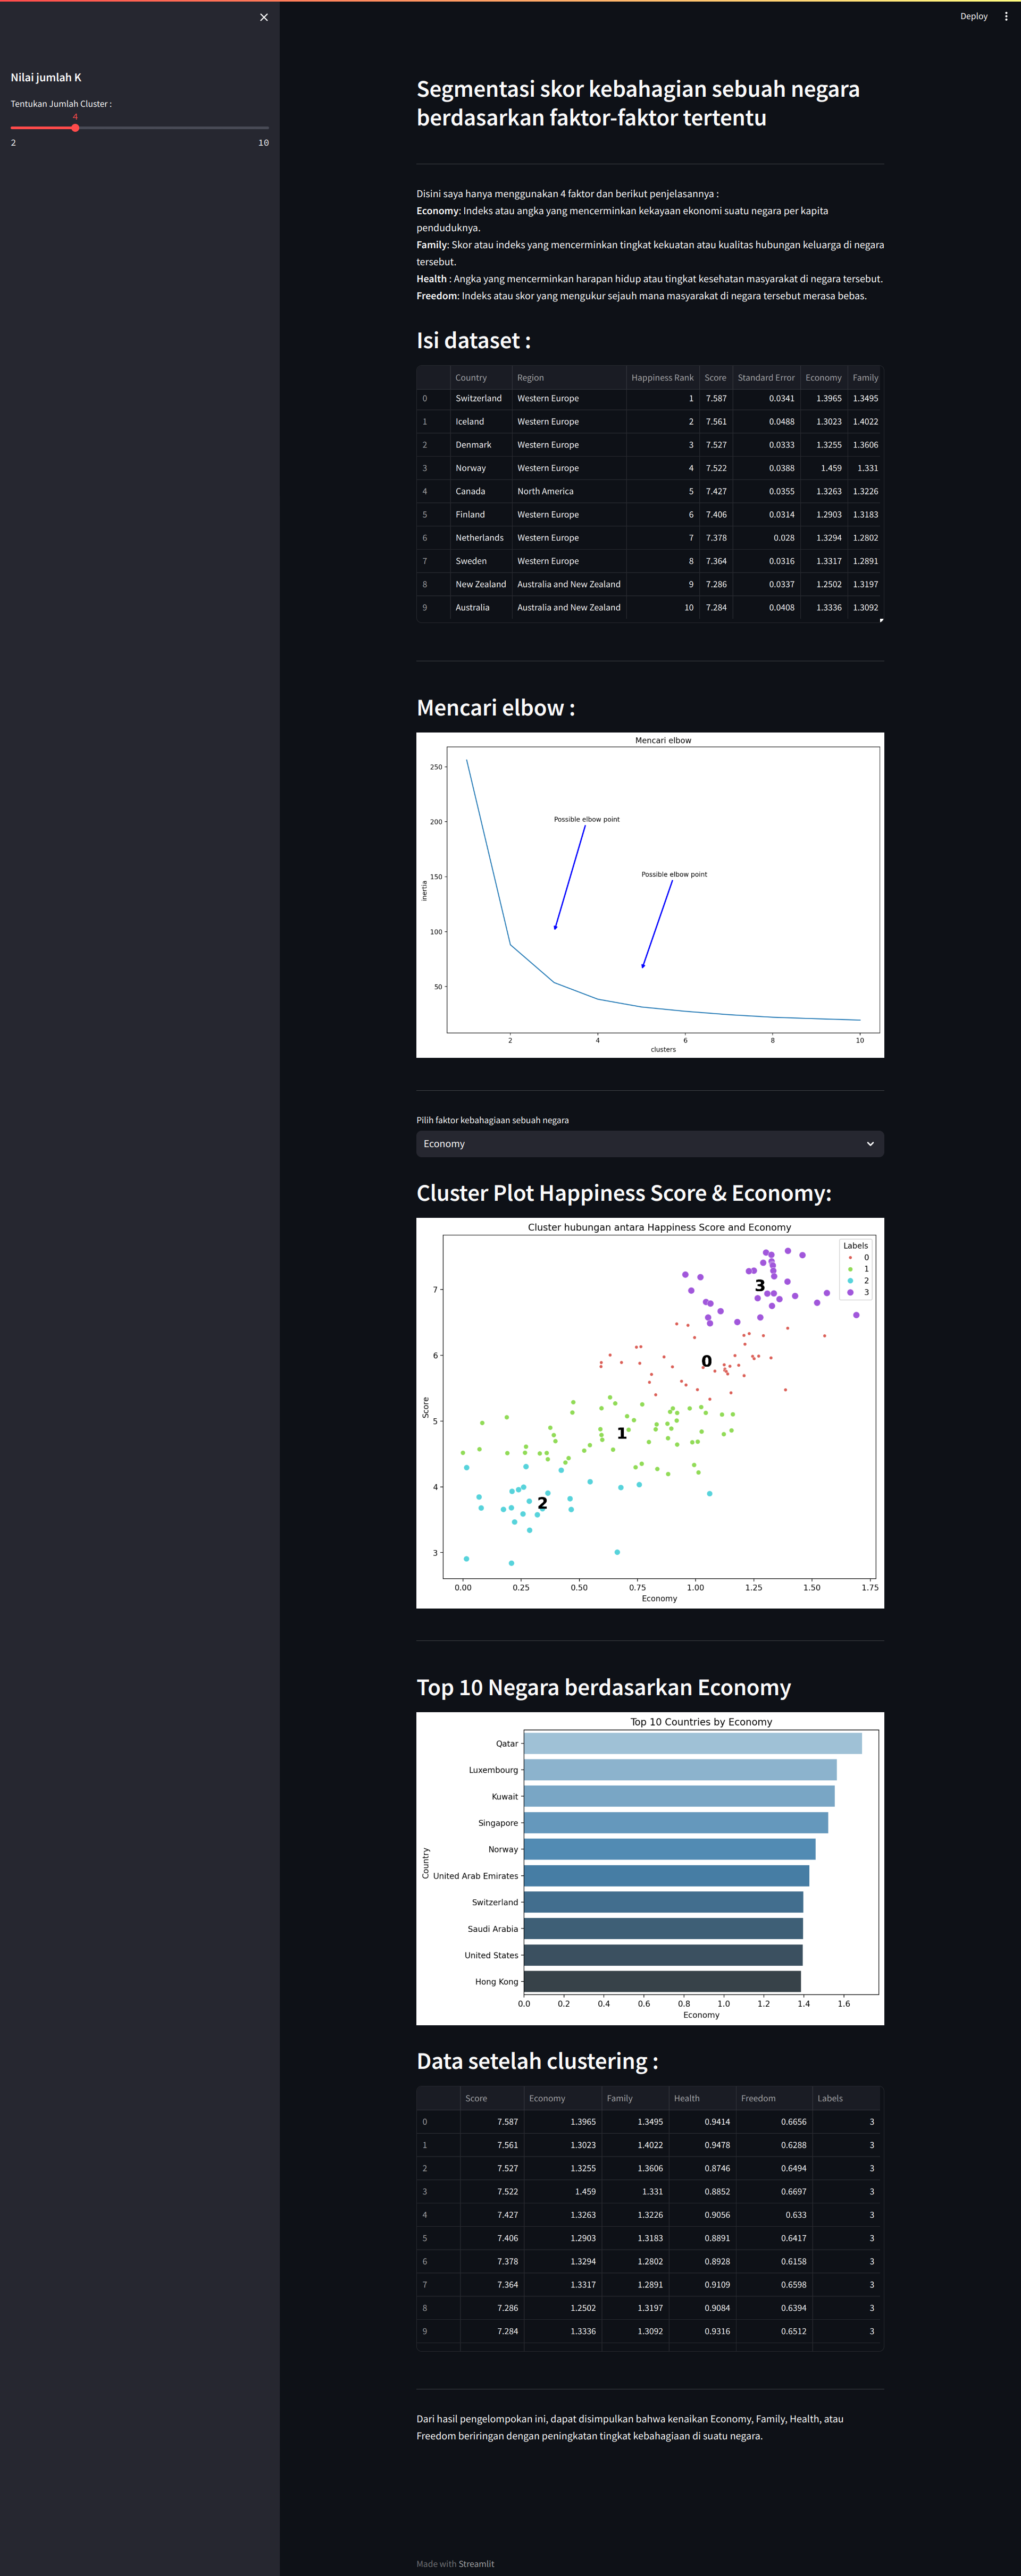 Deploy
Nilai jumlah K
Tentukan Jumlah Cluster :
4
2 10
Segmentasi skor kebahagian sebuah negara
berdasarkan faktor-faktor tertentu
Disini saya hanya menggunakan 4 faktor dan berikut penjelasannya :
Economy: Indeks atau angka yang mencerminkan kekayaan ekonomi suatu negara per kapita
penduduknya.
Family: Skor atau indeks yang mencerminkan tingkat kekuatan atau kualitas hubungan keluarga di negara
tersebut.
Health : Angka yang mencerminkan harapan hidup atau tingkat kesehatan masyarakat di negara tersebut.
Freedom: Indeks atau skor yang mengukur sejauh mana masyarakat di negara tersebut merasa bebas.
Isi dataset :
Country Region Happiness Rank Score Standard Error Economy Family
0 Switzerland Western Europe 1 7.587 0.0341 1.3965 1.3495
1 Iceland Western Europe 2 7.561 0.0488 1.3023 1.4022
2 Denmark Western Europe 3 7.527 0.0333 1.3255 1.3606
3 Norway Western Europe 4 7.522 0.0388 1.459 1.331
4 Canada North America 5 7.427 0.0355 1.3263 1.3226
5 Finland Western Europe 6 7.406 0.0314 1.2903 1.3183
6 Netherlands Western Europe 7 7.378 0.028 1.3294 1.2802
7 Sweden Western Europe 8 7.364 0.0316 1.3317 1.2891
8 New Zealand Australia and New Zealand 9 7.286 0.0337 1.2502 1.3197
9 Australia Australia and New Zealand 10 7.284 0.0408 1.3336 1.3092
Mencari elbow :
Mencari elbow
250
200
150
100
50
inertia
Possible elbow point
Possible elbow point
2 4 6 8 10
clusters
Pilih faktor kebahagiaan sebuah negara
Economy
Cluster Plot Happiness Score & Economy:
Cluster hubungan antara Happiness Score and Economy
Labels
0
1
2
3
7
6
5
4
3
Score
3
0
1
2
0.00 0.25 0.50 0.75 1.00 1.25 1.50 1.75
Economy
Top 10 Negara berdasarkan Economy
Top 10 Countries by Economy
Qatar
Luxembourg
Kuwait
Singapore
Norway
United Arab Emirates
Switzerland
Saudi Arabia
United States
Hong Kong
Country
0.0 0.2 0.4 0.6 0.8 1.0 1.2 1.4 1.6
Economy
Data setelah clustering :
Score Economy Family Health Freedom Labels
0 7.587 1.3965 1.3495 0.9414 0.6656 3
1 7.561 1.3023 1.4022 0.9478 0.6288 3
2 7.527 1.3255 1.3606 0.8746 0.6494 3
3 7.522 1.459 1.331 0.8852 0.6697 3
4 7.427 1.3263 1.3226 0.9056 0.633 3
5 7.406 1.2903 1.3183 0.8891 0.6417 3
6 7.378 1.3294 1.2802 0.8928 0.6158 3
7 7.364 1.3317 1.2891 0.9109 0.6598 3
8 7.286 1.2502 1.3197 0.9084 0.6394 3
9 7.284 1.3336 1.3092 0.9316 0.6512 3
Dari hasil pengelompokan ini, dapat disimpulkan bahwa kenaikan Economy, Family, Health, atau
Freedom beriringan dengan peningkatan tingkat kebahagiaan di suatu negara.
Made with Streamlit